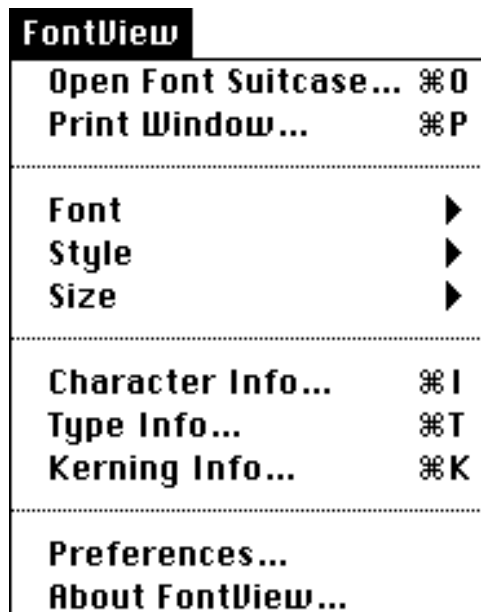 FontView
Open Font Suitcase... ⌘O
Print Window... ⌘P
Font
Style
Size
Character Info... ⌘I
Type Info... ⌘T
Kerning Info... ⌘K
Preferences...
About FontView...